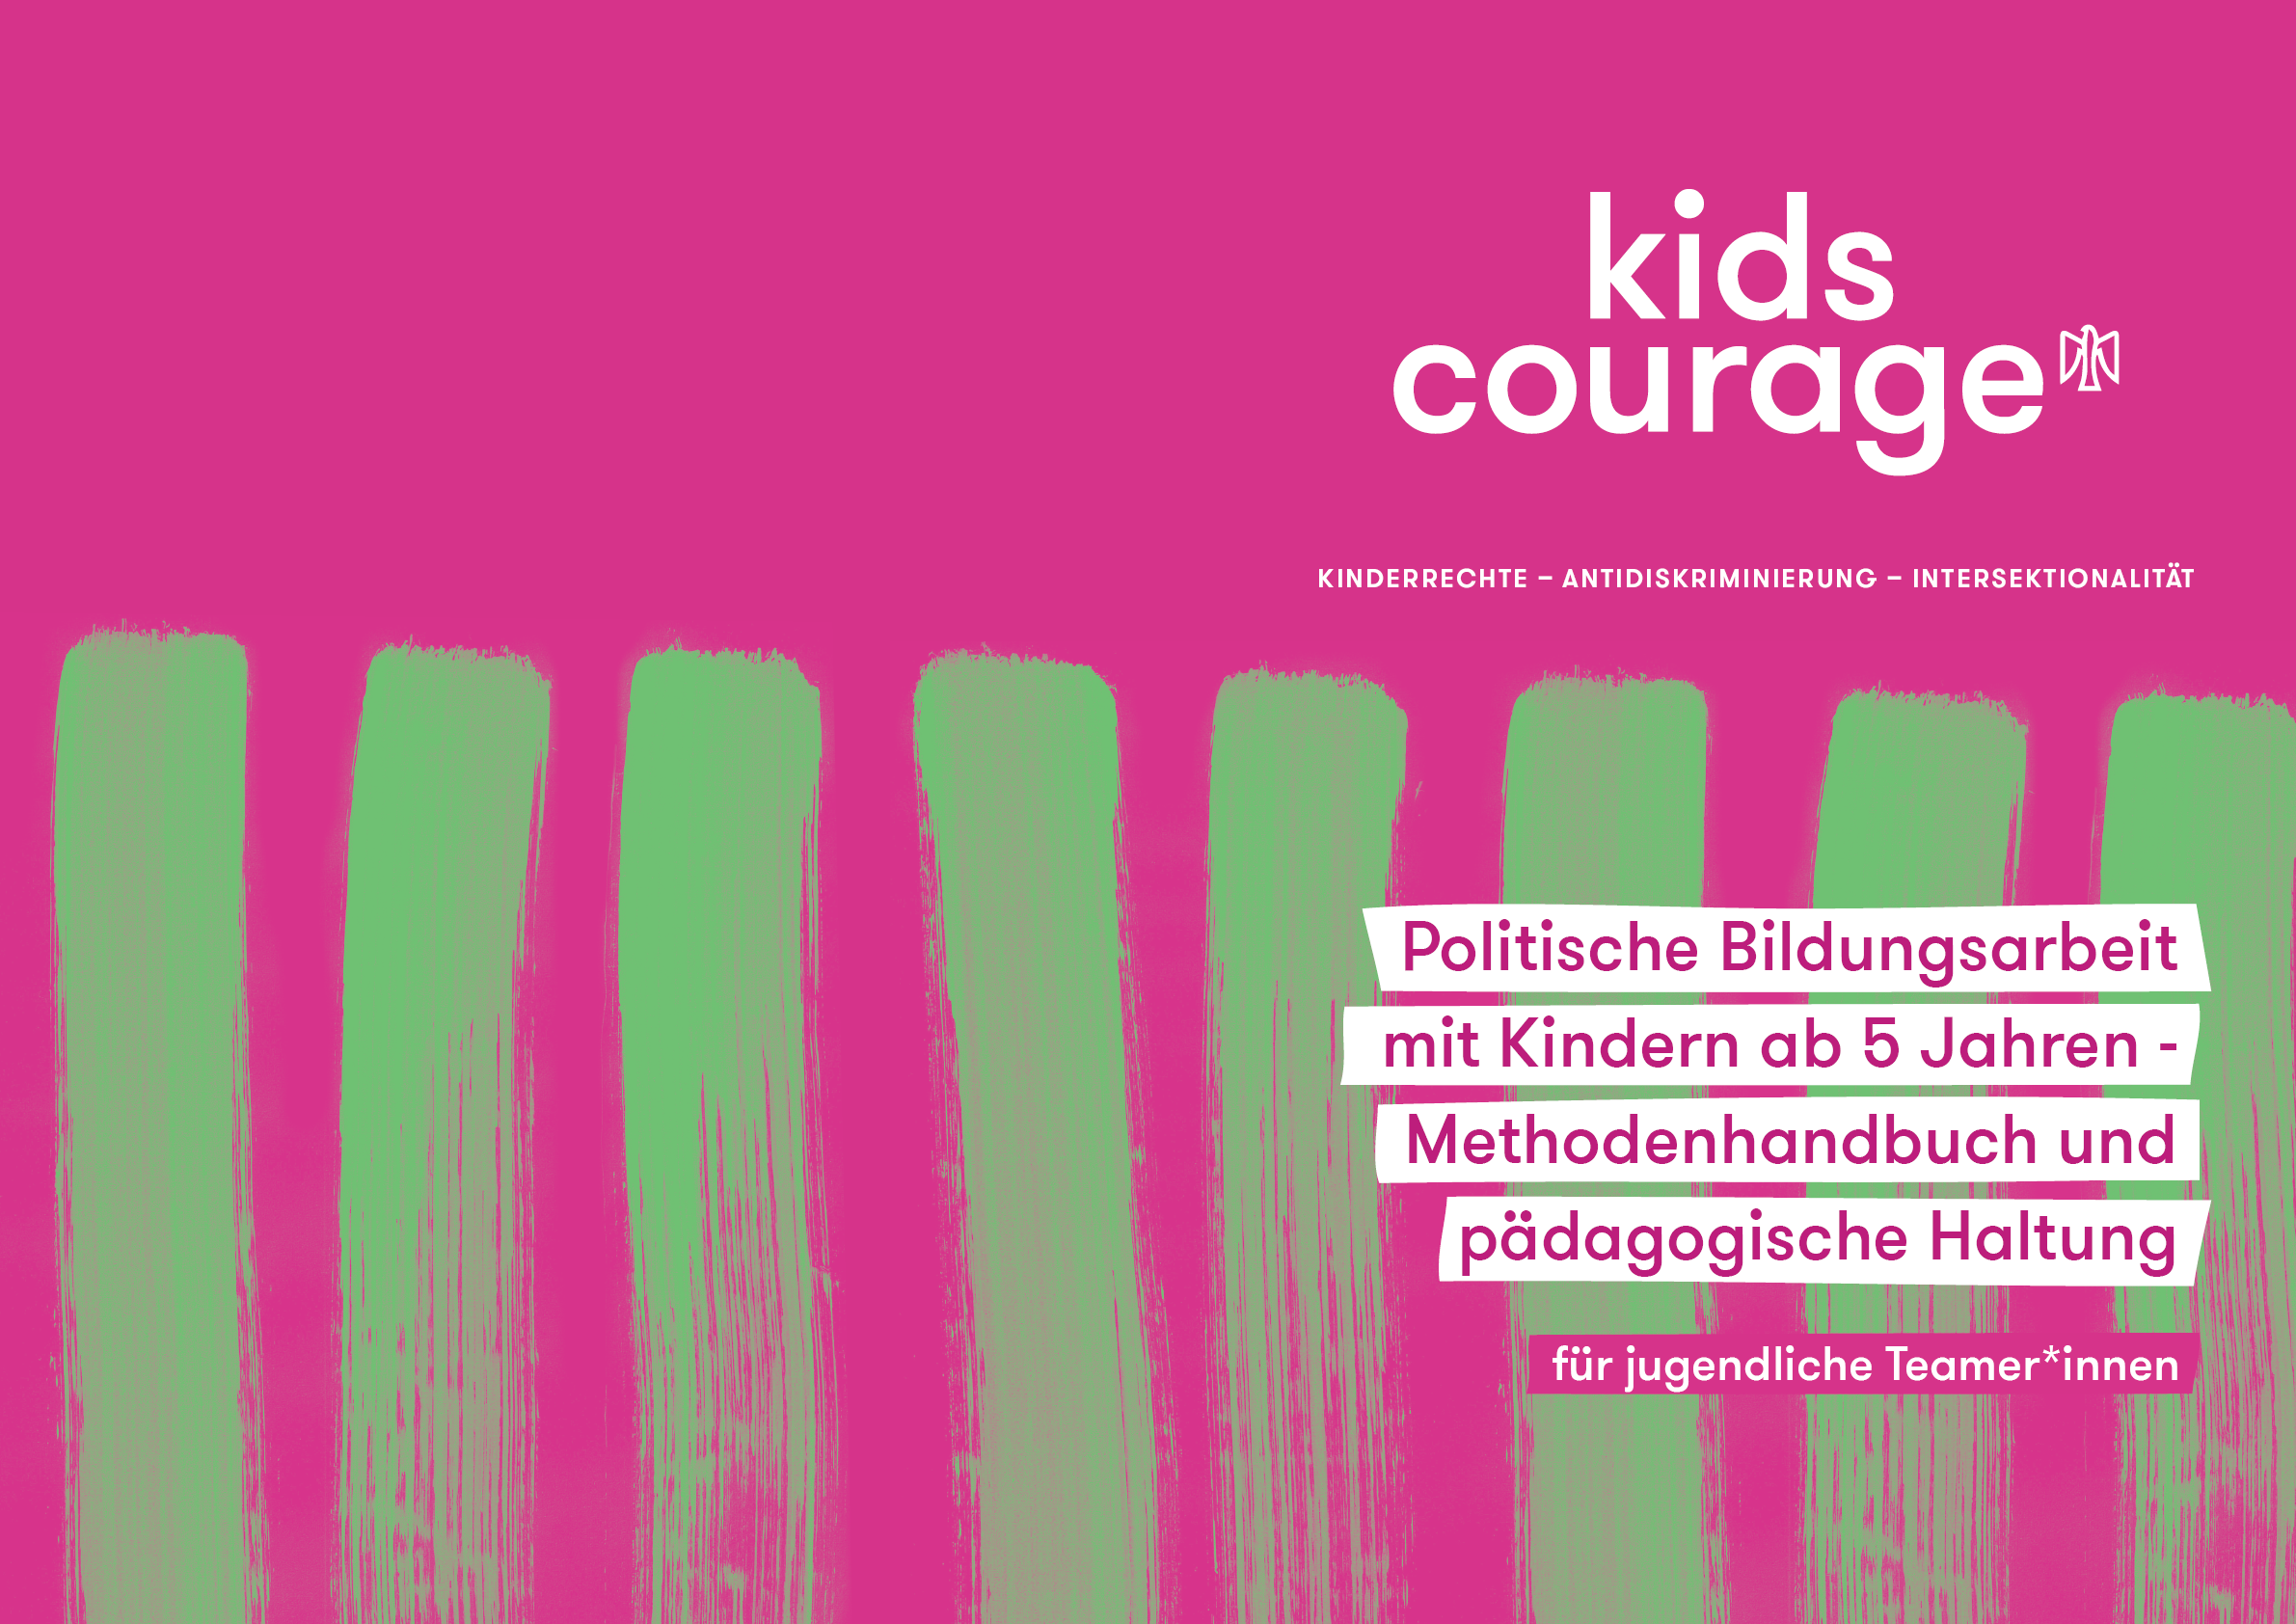 kids
courage
KINDERRECHTE – ANTIDISKRIMINIERUNG – INTERSEKTIONALITÄT
Politische Bildungsarbeit
mit Kindern ab 5 Jahren -
Methodenhandbuch und
pädagogische Haltung
für jugendliche Teamer*innen